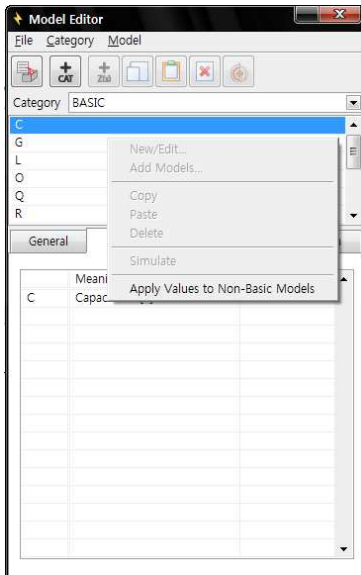 Model Editor
File Category Model
CAT
Z(s)
Category BASIC
C
G
L
O
Q
R
New/Edit...
Add Models...
Copy
Paste
Delete
Simulate
Apply Values to Non-Basic Models
General
Meani
C Capac